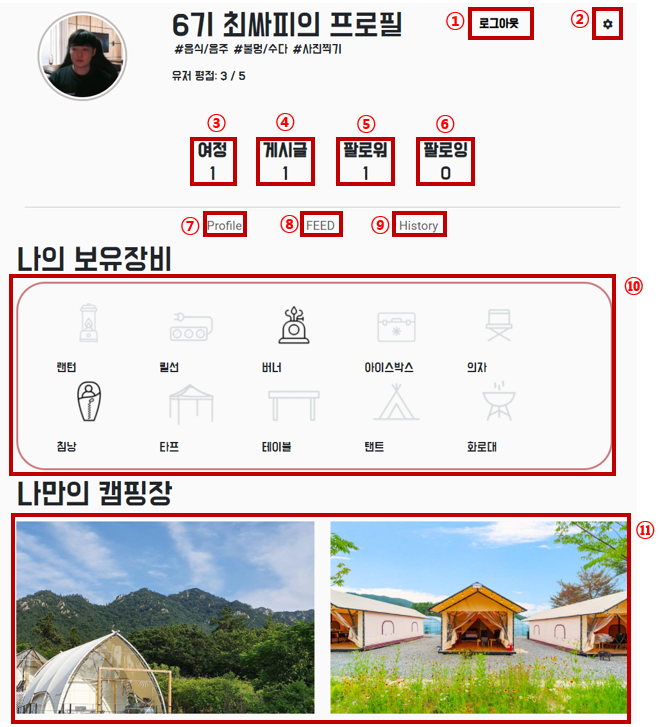 6기 최싸피의 프로필
① 로그아웃 ②
#음식/음주 #불멍/수다 #사진찍기
유저 평점: 3 / 5
③ ④ ⑤ ⑥
여정 게시글 팔로워 팔로잉
1 1 1 0
⑦ Profile ⑧ FEED ⑨ History
나의 보유장비
⑩
랜턴 릴선 버너 아이스박스 의자
침낭 타프 테이블 탠트 화로대
나만의 캠핑장
⑪